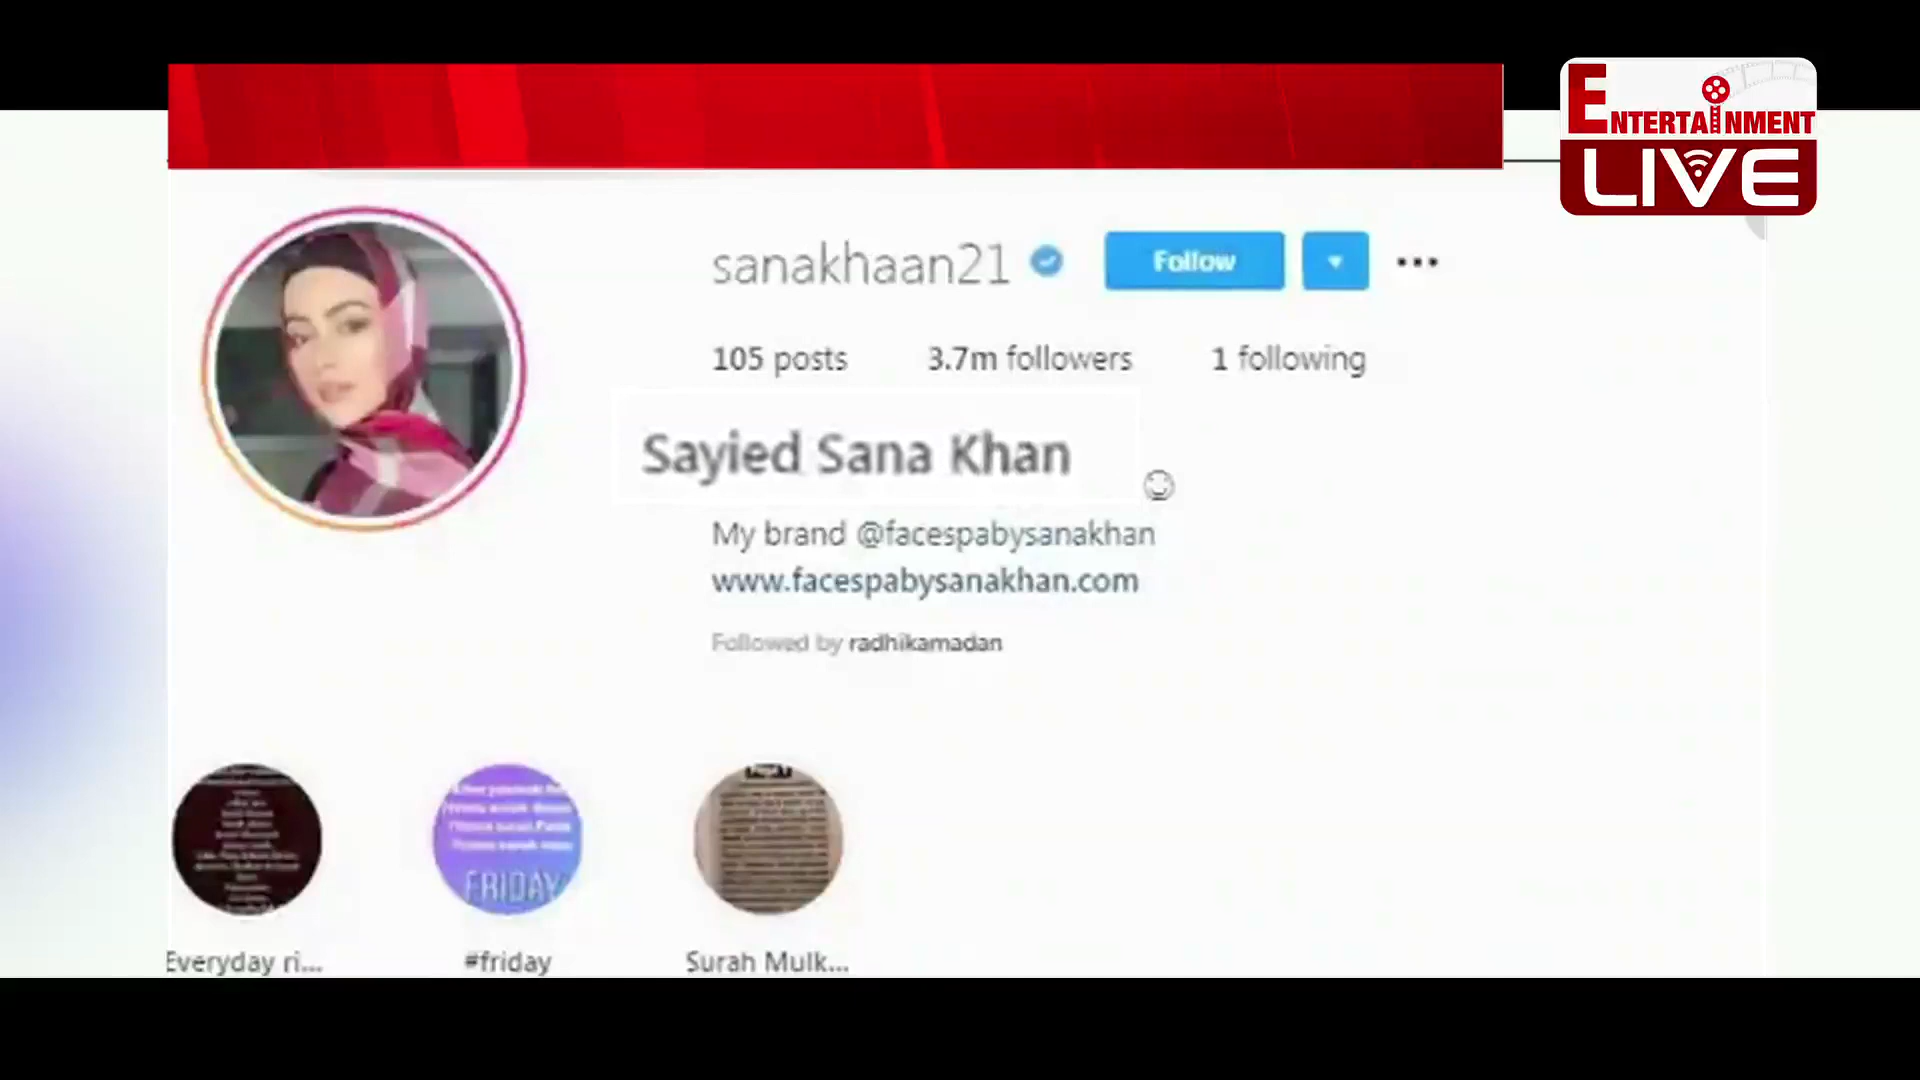 ENTERTAINMENT
LIVE
sanakhaan21
Follow
105 posts 3.7m followers 1 following
Sayied Sana Khan
My brand @facespabysanakhan
www.facespabysanakhan.com
Followed by radhikamadan
FRIDAY
Everyday ri... #friday Surah Mulk...